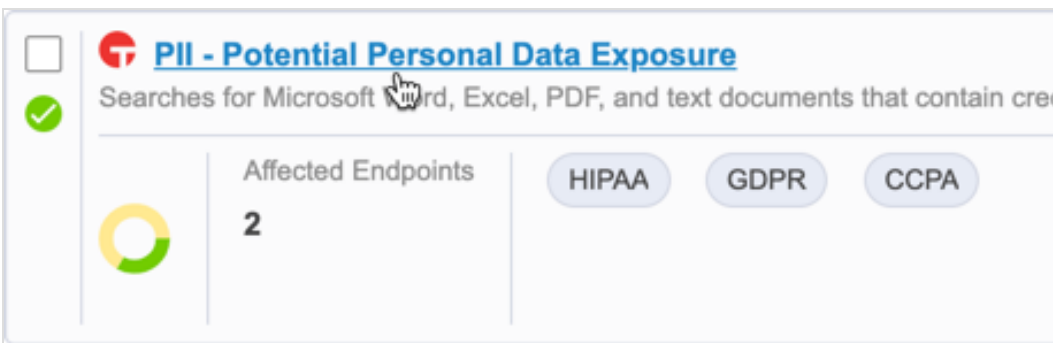 PII - Potential Personal Data Exposure
Searches for Microsoft Word, Excel, PDF, and text documents that contain cre
Affected Endpoints
2
HIPAA GDPR CCPA